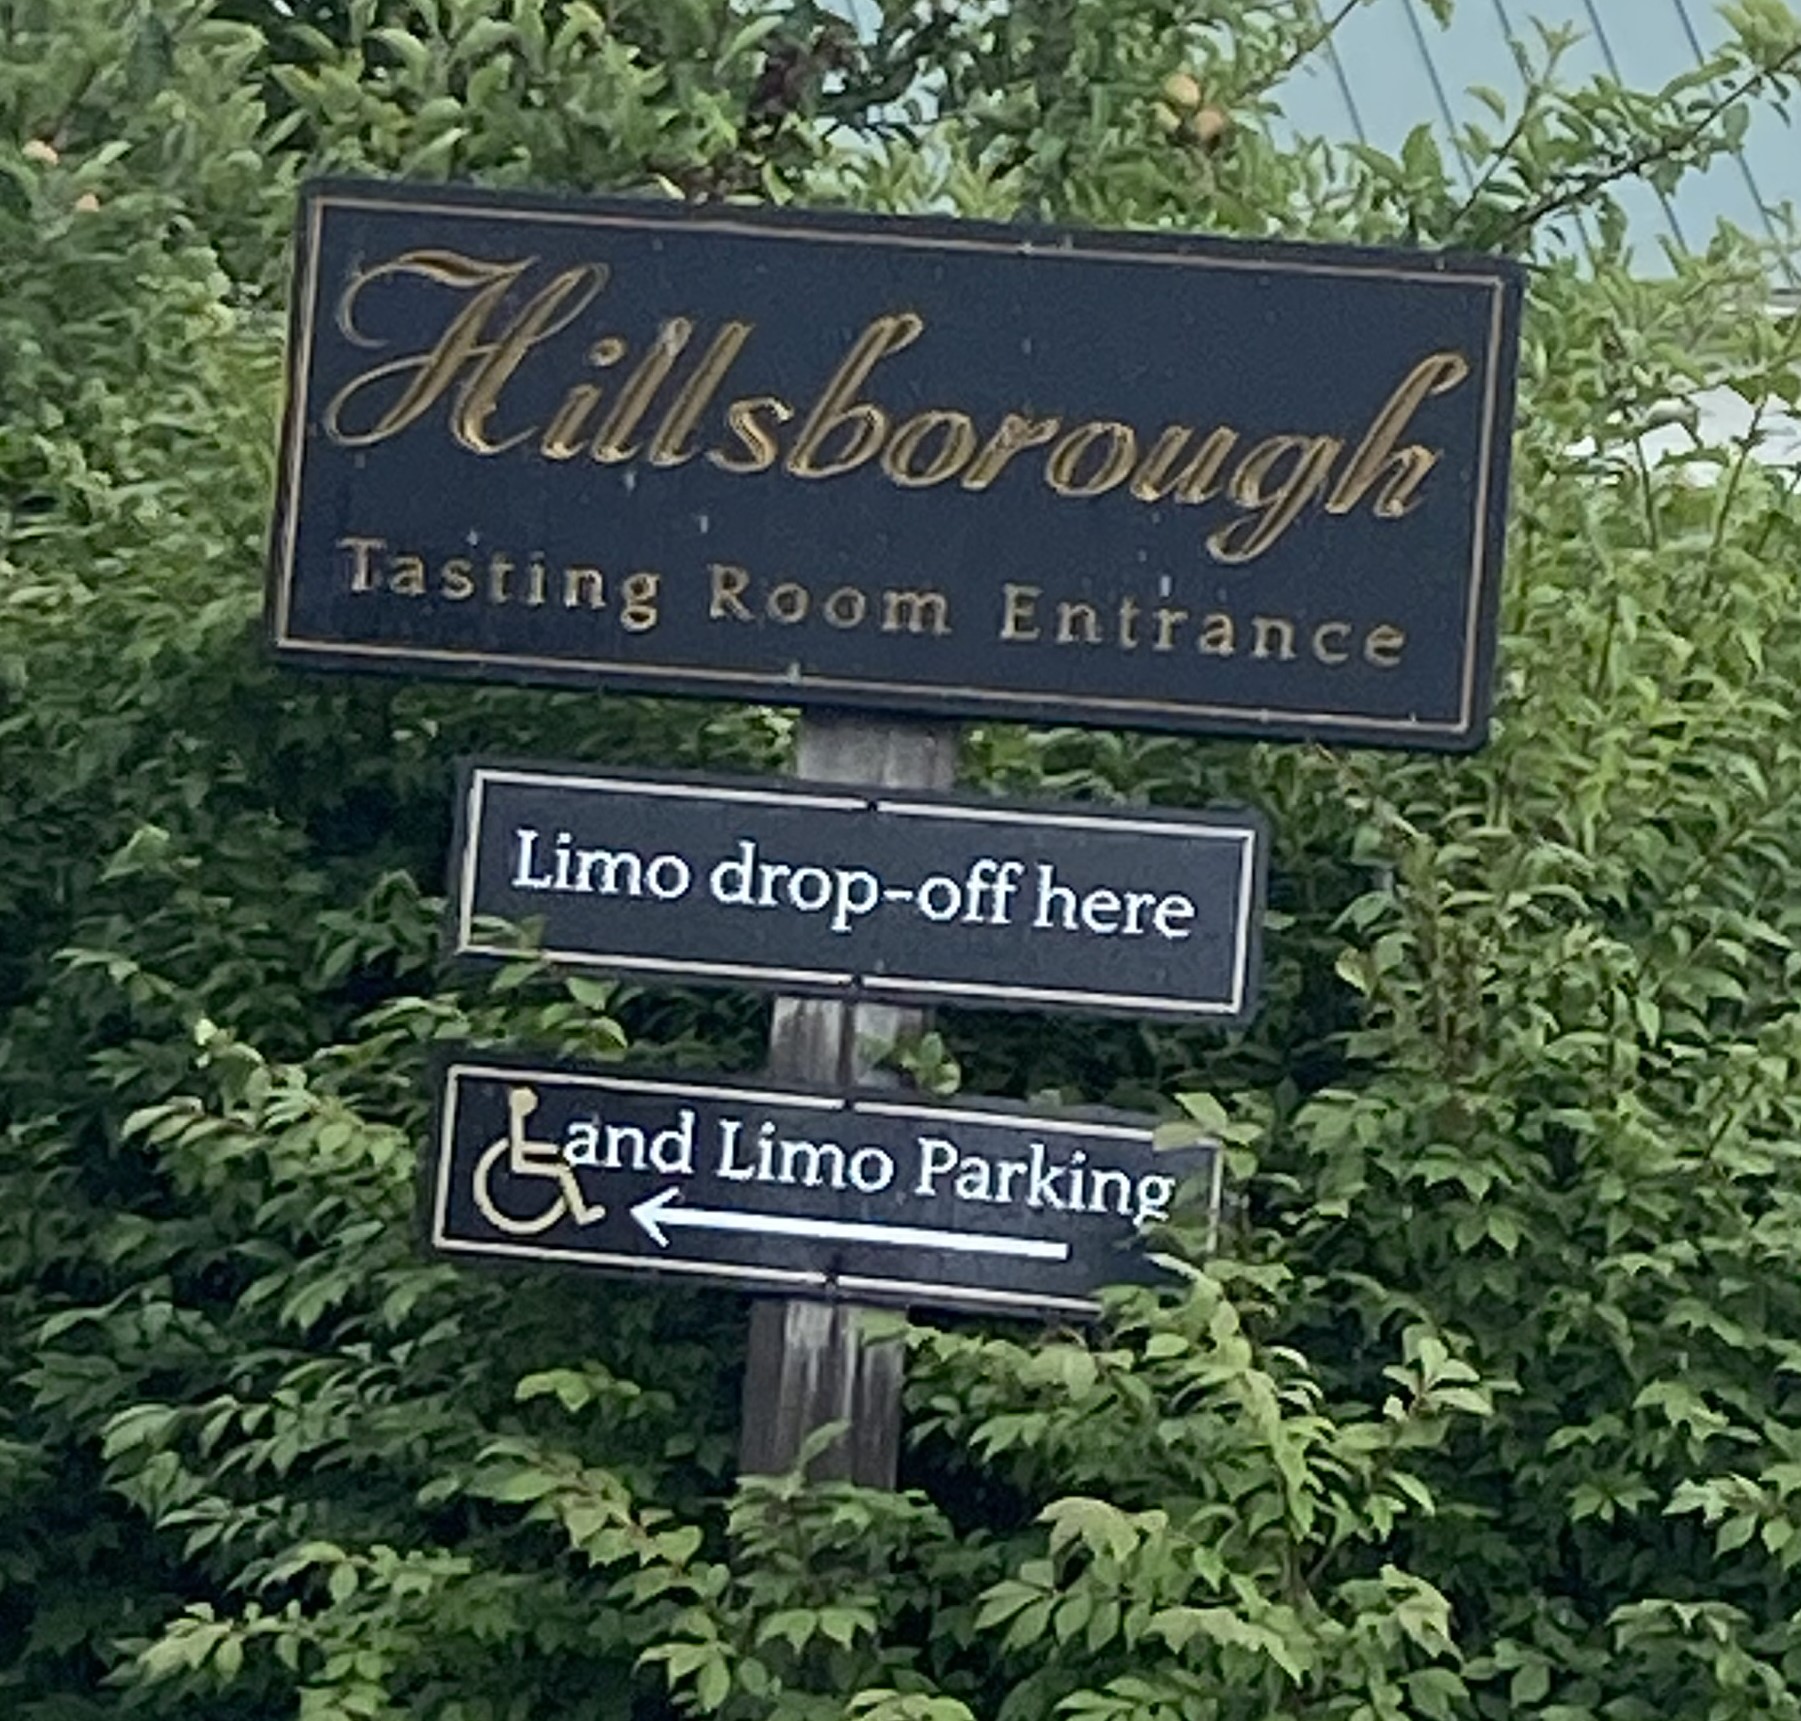 Hillsborough
Tasting Room Entrance
Limo drop-off here
and Limo Parking